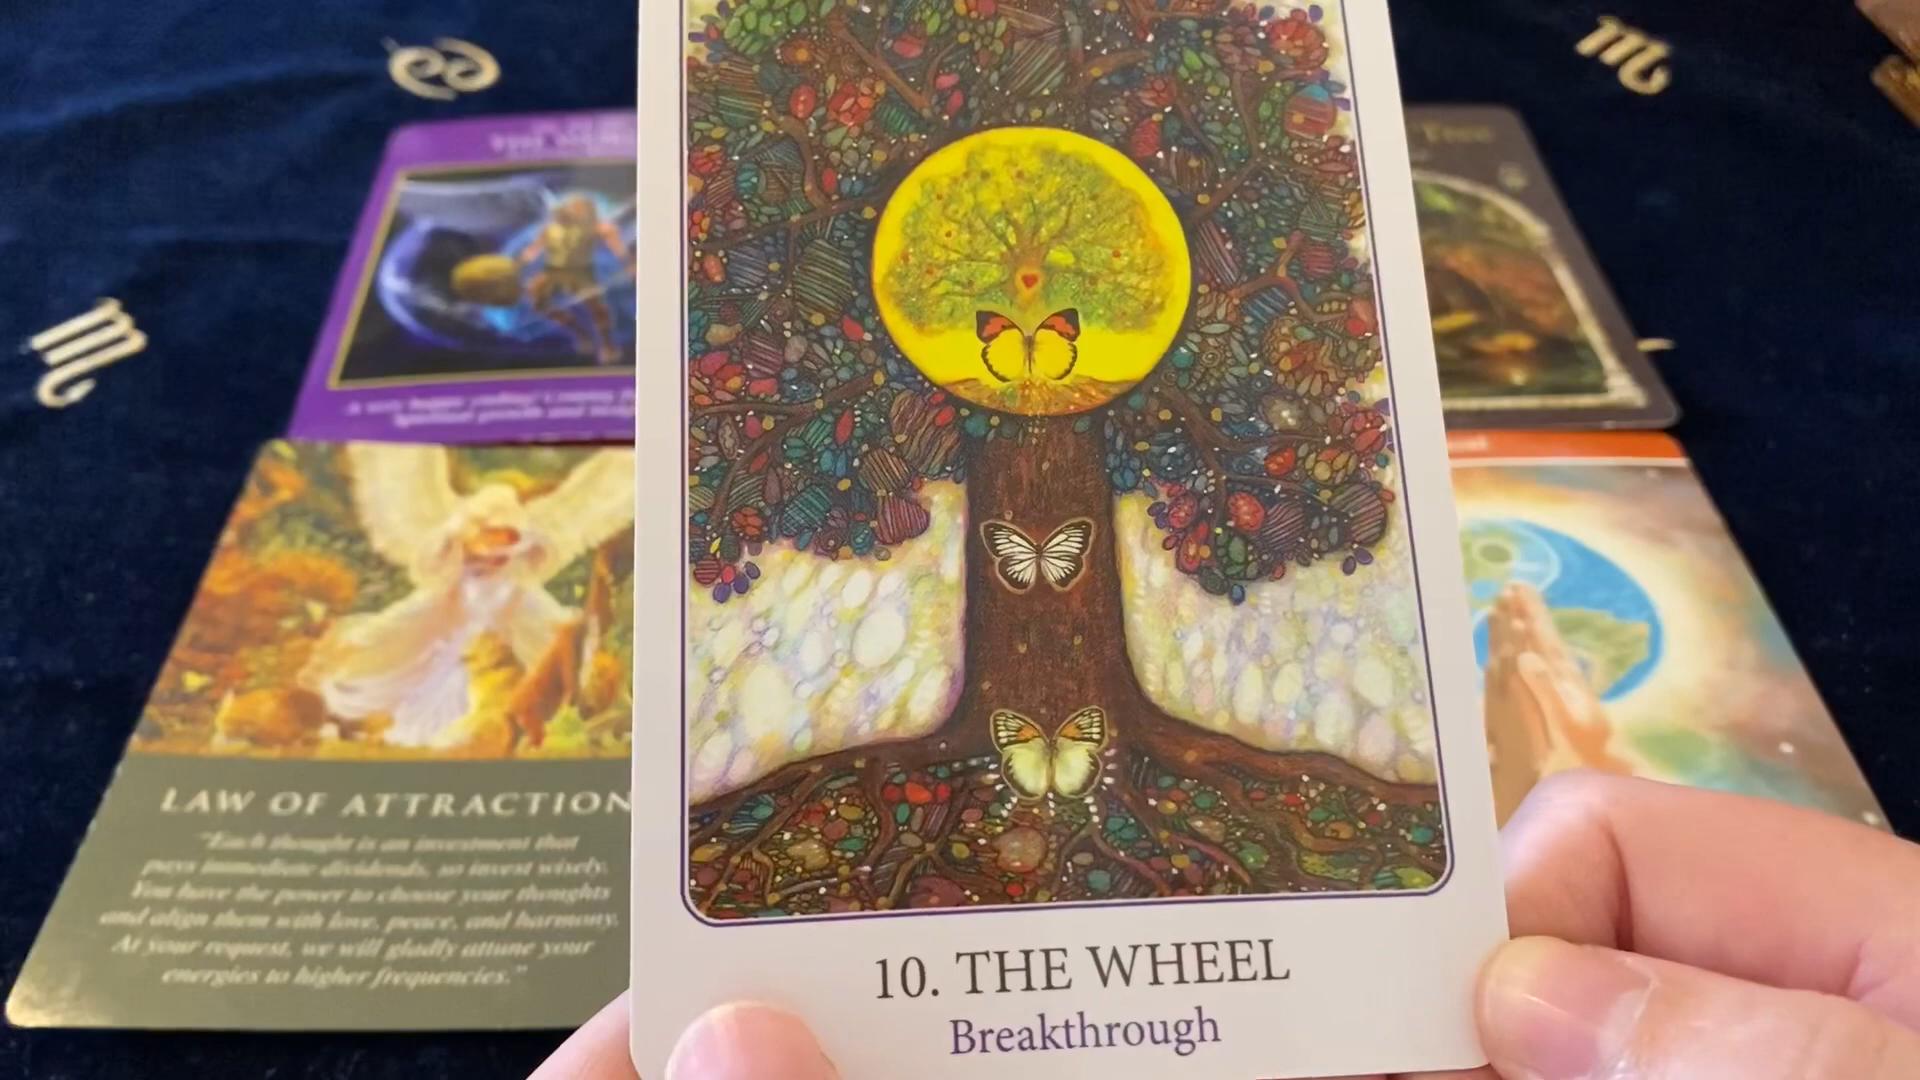 LAW OF ATTRACTION
"Each thought is an investment that
pays immediate dividends, so invest wisely.
You have the power to choose your thoughts
and align them with love, peace, and harmony.
At your request, we will gladly attune your
energies to higher frequencies."
10. THE WHEEL
Breakthrough